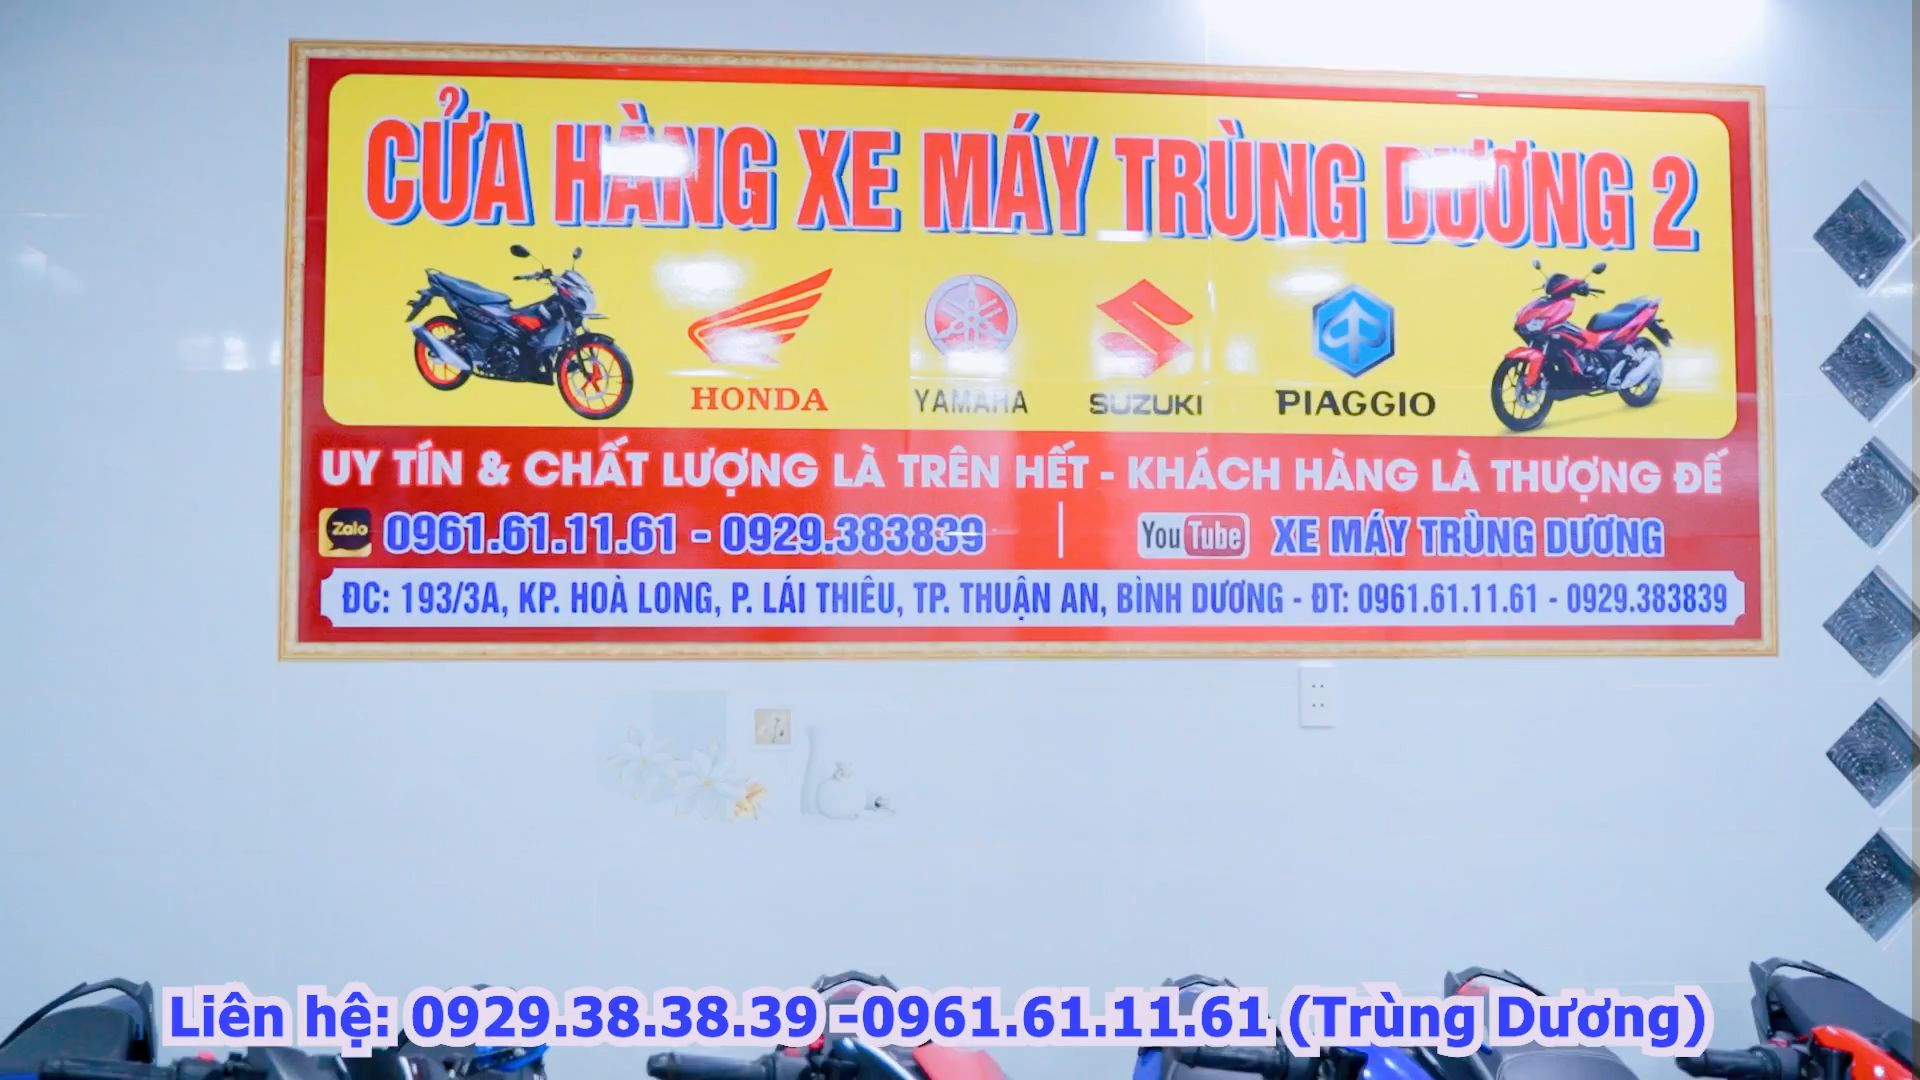 CỬA HÀNG XE MÁY TRÙNG DƯƠNG 2
HONDA YAMAHA SUZUKI PIAGGIO
UY TÍN & CHẤT LƯỢNG LÀ TRÊN HẾT - KHÁCH HÀNG LÀ THƯỢNG ĐẾ
Zalo 0961.61.11.61 - 0929.383839 | YouTube XE MÁY TRÙNG DƯƠNG
ĐC: 193/3A, KP. HOÀ LONG, P. LÁI THIÊU, TP. THUẬN AN, BÌNH DƯƠNG - ĐT: 0961.61.11.61 - 0929.383839
Liên hệ: 0929.38.38.39 -0961.61.11.61 (Trùng Dương)